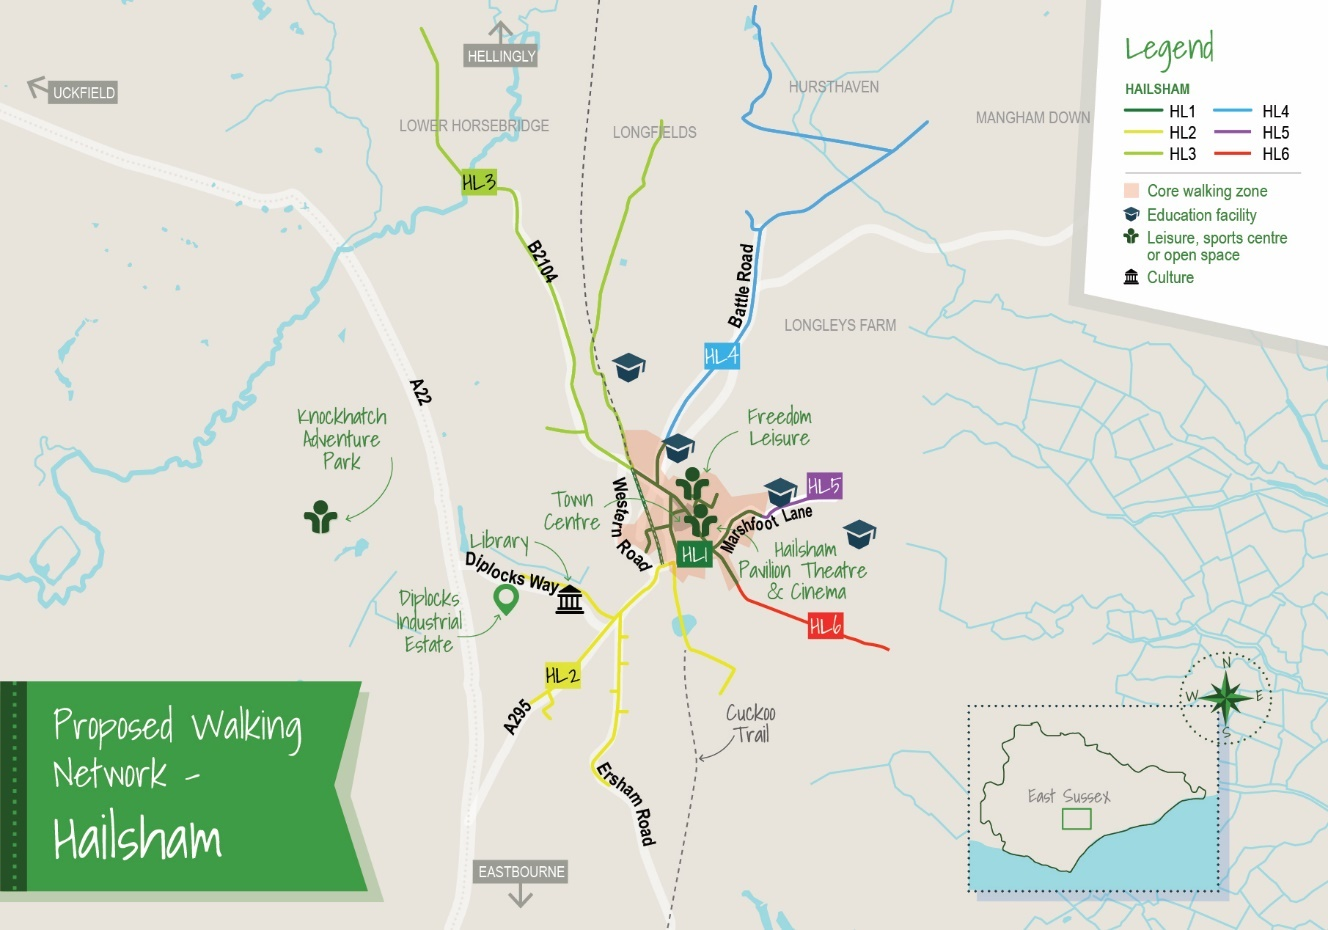 HELLINGLY
UCKFIELD
LOWER HORSEBRIDGE
LONGFIELDS
HURSTHAVEN
MANGHAM DOWN
Legend
HAILSHAM
HL1
HL2
HL3
HL4
HL5
HL6
Core walking zone
Education facility
Leisure, sports centre
or open space
Culture
HL3
B2104
Battle Road
LONGLEYS FARM
HL4
A22
Knockhatch
Adventure
Park
Freedom
Leisure
HL5
Town
Centre
Western Road
Marshfoot Lane
Library
HL1
Hailsham
Pavilion Theatre
& Cinema
Diplocks Way
Diplocks
Industrial
Estate
HL6
HL2
A295
Cuckoo
Trail
Ersham Road
EASTBOURNE
Proposed Walking
Network -
Hailsham
N
W
E
S
East Sussex